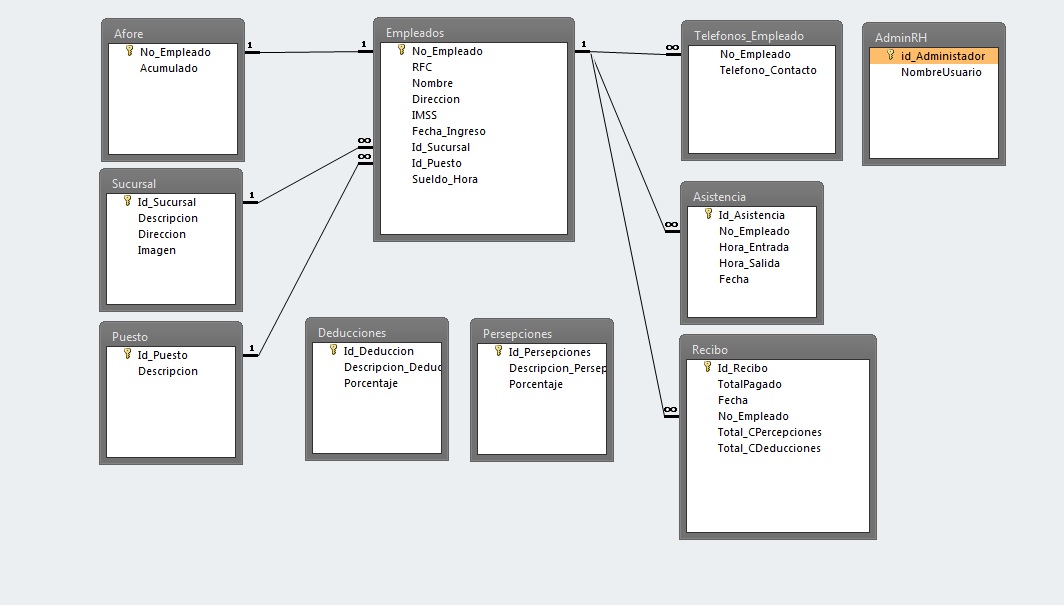 Afore
No_Empleado
Acumulado
1
1
Empleados
No_Empleado
RFC
Nombre
Direccion
IMSS
Fecha_Ingreso
Id_Sucursal
Id_Puesto
Sueldo_Hora
∞
∞
1
∞
Telefonos_Empleado
No_Empleado
Telefono_Contacto
AdminRH
id_Administador
NombreUsuario
Sucursal
Id_Sucursal
Descripcion
Direccion
Imagen
1
∞
Asistencia
Id_Asistencia
No_Empleado
Hora_Entrada
Hora_Salida
Fecha
Puesto
Id_Puesto
Descripcion
1
Deducciones
Id_Deduccion
Descripcion_Deduc
Porcentaje
Persepciones
Id_Persepciones
Descripcion_Persep
Porcentaje
∞
Recibo
Id_Recibo
TotalPagado
Fecha
No_Empleado
Total_CPercepciones
Total_CDeducciones